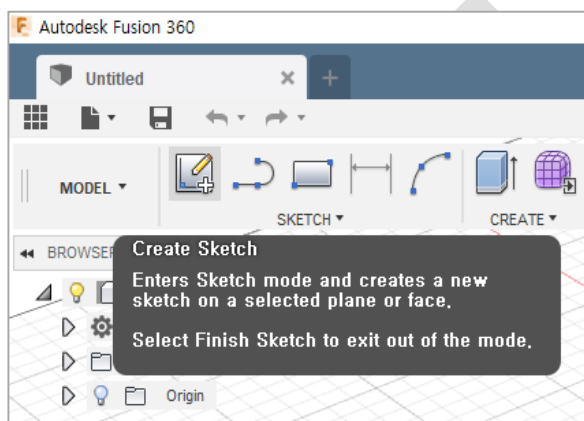 Autodesk Fusion 360
Untitled
MODEL
SKETCH
CREATE
BROWSER
Create Sketch
Enters Sketch mode and creates a new
sketch on a selected plane or face.
Select Finish Sketch to exit out of the mode.
Origin